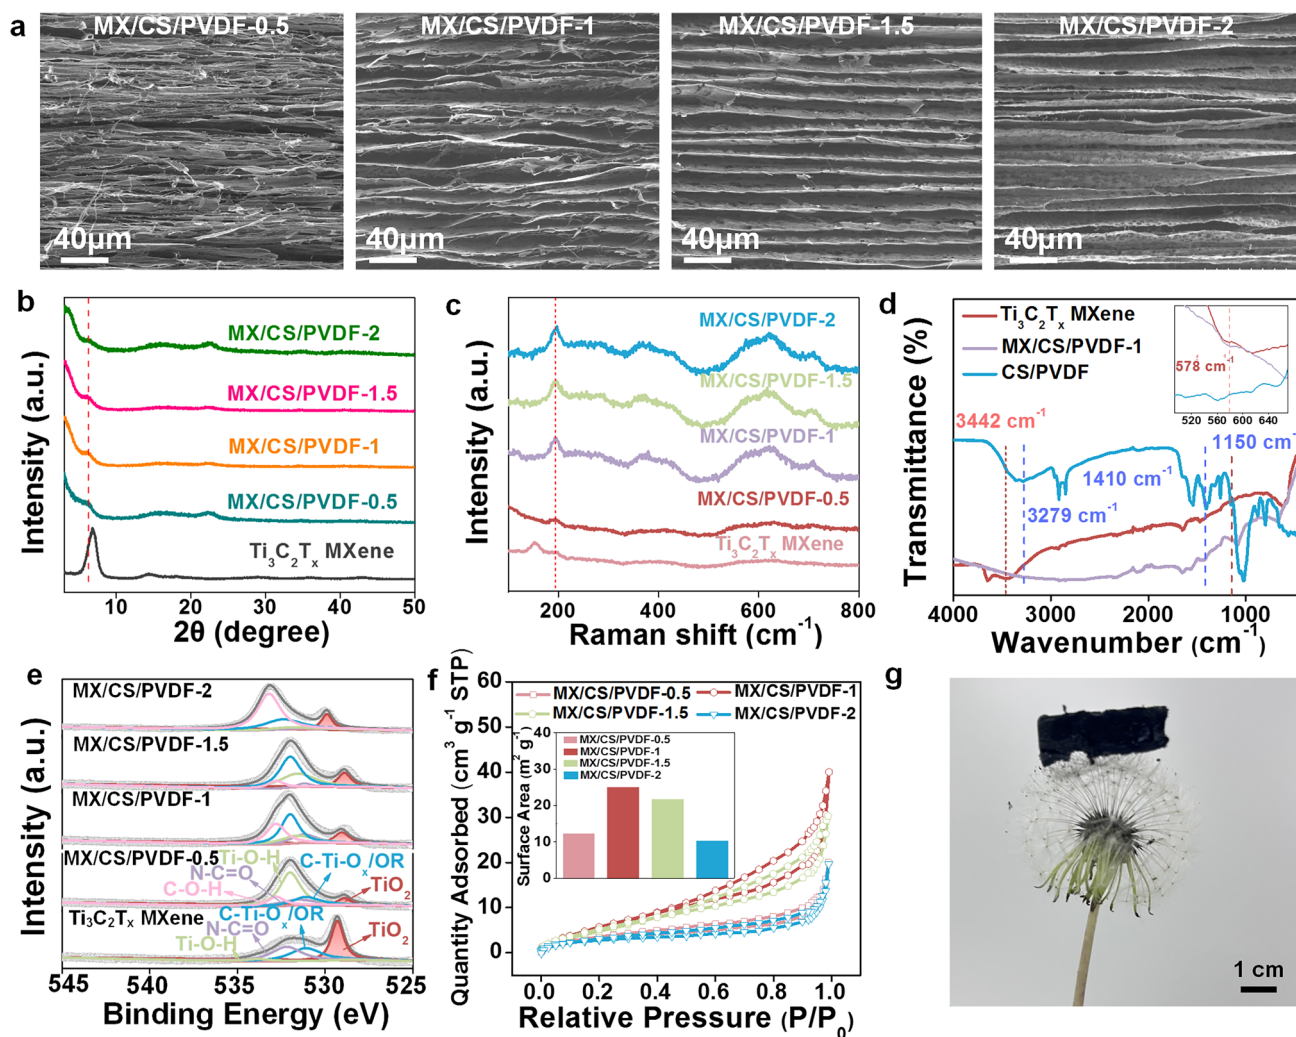 a
MX/CS/PVDF-0.5
MX/CS/PVDF-1
MX/CS/PVDF-1.5
MX/CS/PVDF-2
40μm
40μm
40μm
40μm
b
MX/CS/PVDF-2
MX/CS/PVDF-1.5
MX/CS/PVDF-1
MX/CS/PVDF-0.5
Ti₃C₂Tₓ MXene
Intensity (a.u.)
10 20 30 40 50
2θ (degree)
c
MX/CS/PVDF-2
MX/CS/PVDF-1.5
MX/CS/PVDF-1
MX/CS/PVDF-0.5
Ti₃C₂Tₓ MXene
Intensity (a.u.)
200 400 600 800
Raman shift (cm⁻¹)
d
Ti₃C₂Tₓ MXene
MX/CS/PVDF-1
CS/PVDF
578 cm⁻¹
520 560 600 640
3442 cm⁻¹
1150 cm⁻¹
1410 cm⁻¹
3279 cm⁻¹
Transmittance (%)
4000 3000 2000 1000
Wavenumber (cm⁻¹)
e
MX/CS/PVDF-2
MX/CS/PVDF-1.5
MX/CS/PVDF-1
MX/CS/PVDF-0.5
Ti-O-H
N-C=O
C-Ti-Oₓ/OR
C-O-H
TiO₂
Ti₃C₂Tₓ MXene
C-Ti-Oₓ/OR
N-C=O
Ti-O-H
TiO₂
Intensity (a.u.)
545 540 535 530 525
Binding Energy (eV)
f
MX/CS/PVDF-0.5
MX/CS/PVDF-1
MX/CS/PVDF-1.5
MX/CS/PVDF-2
Surface Area (m² g⁻¹)
40
30
20
10
0
MX/CS/PVDF-0.5
MX/CS/PVDF-1
MX/CS/PVDF-1.5
MX/CS/PVDF-2
Quantity Adsorbed (cm³ g⁻¹ STP)
60
50
40
30
20
10
0
0.0 0.2 0.4 0.6 0.8 1.0
Relative Pressure (P/P₀)
g
1 cm